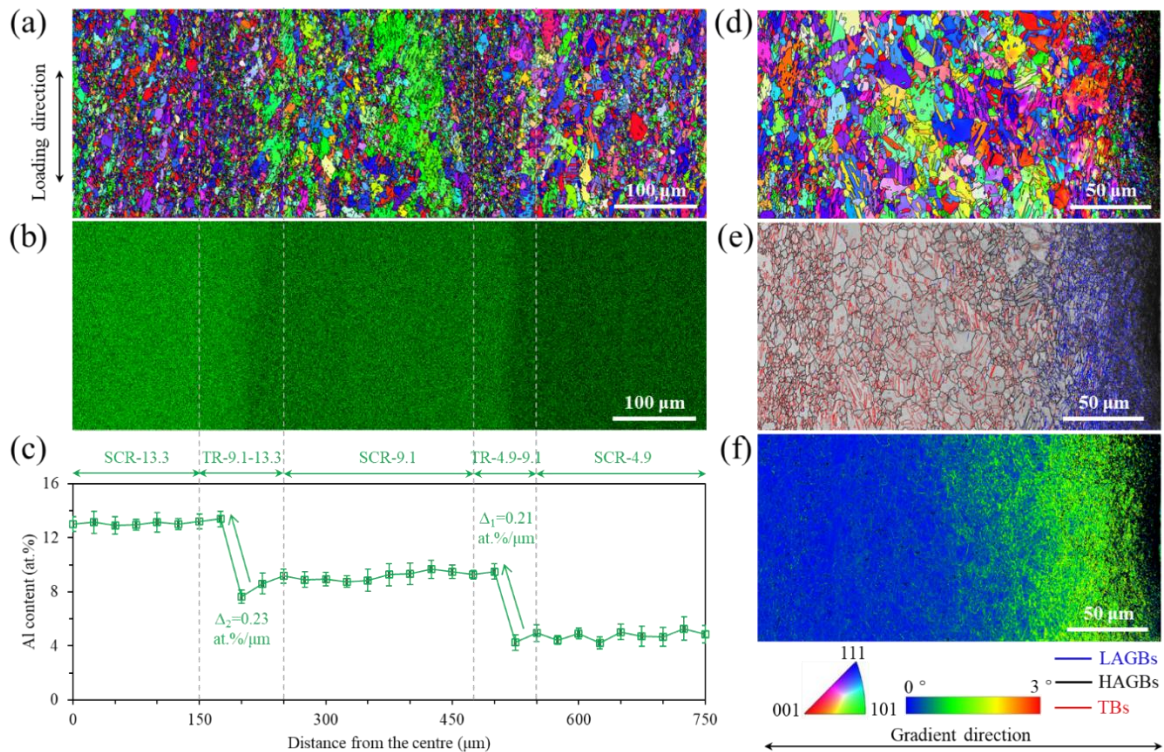 (a)
Loading direction
100 μm
(b)
100 μm
(c)
SCR-13.3
TR-9.1-13.3
SCR-9.1
TR-4.9-9.1
SCR-4.9
Al content (at.%)
16
12
8
4
0
Δ₂=0.23
at.%/μm
Δ₁=0.21
at.%/μm
0
150
300
450
600
750
Distance from the centre (μm)
(d)
50 μm
(e)
50 μm
(f)
50 μm
111
001
101
0 °
3 °
LAGBs
HAGBs
TBs
Gradient direction